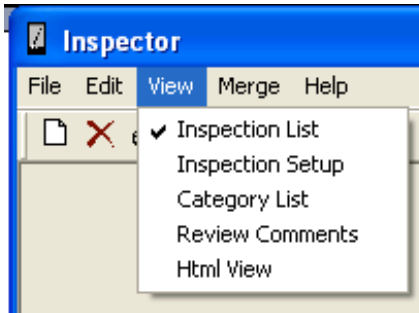 Inspector
File Edit View Merge Help
Inspection List
Inspection Setup
Category List
Review Comments
Html View